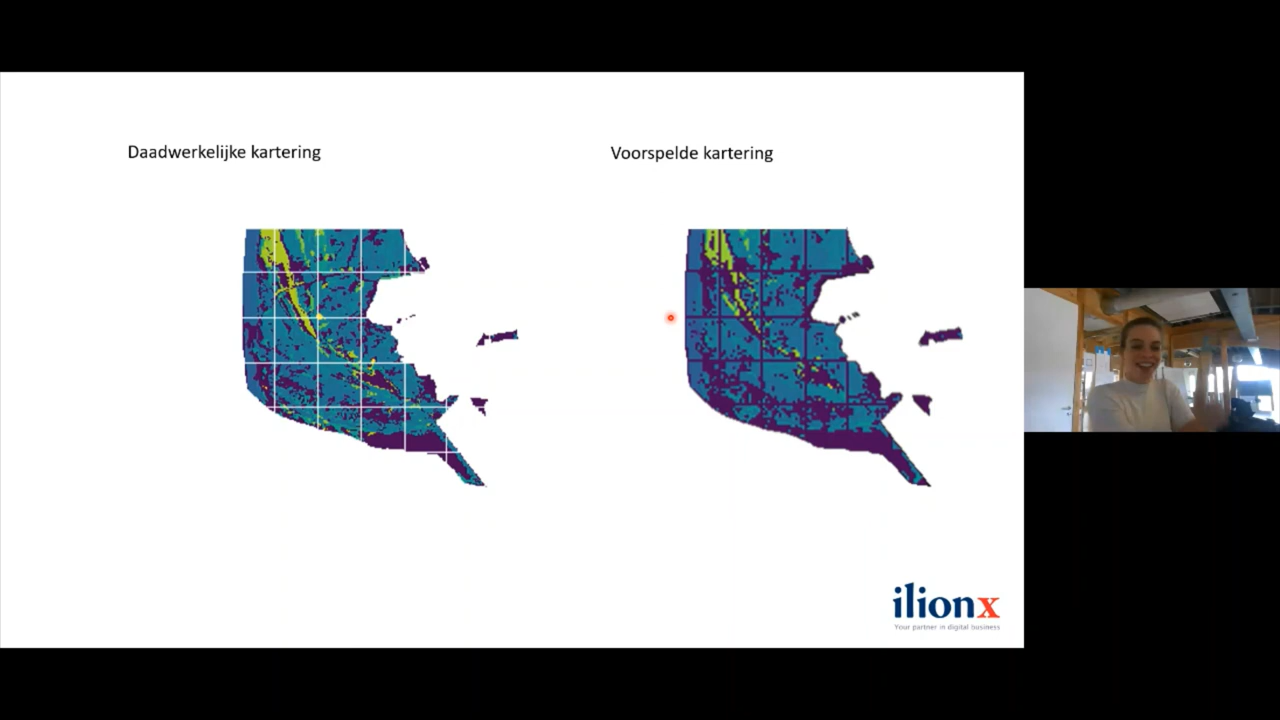 Daadwerkelijke kartering
Voorspelde kartering
ilionx
Your partner in digital business